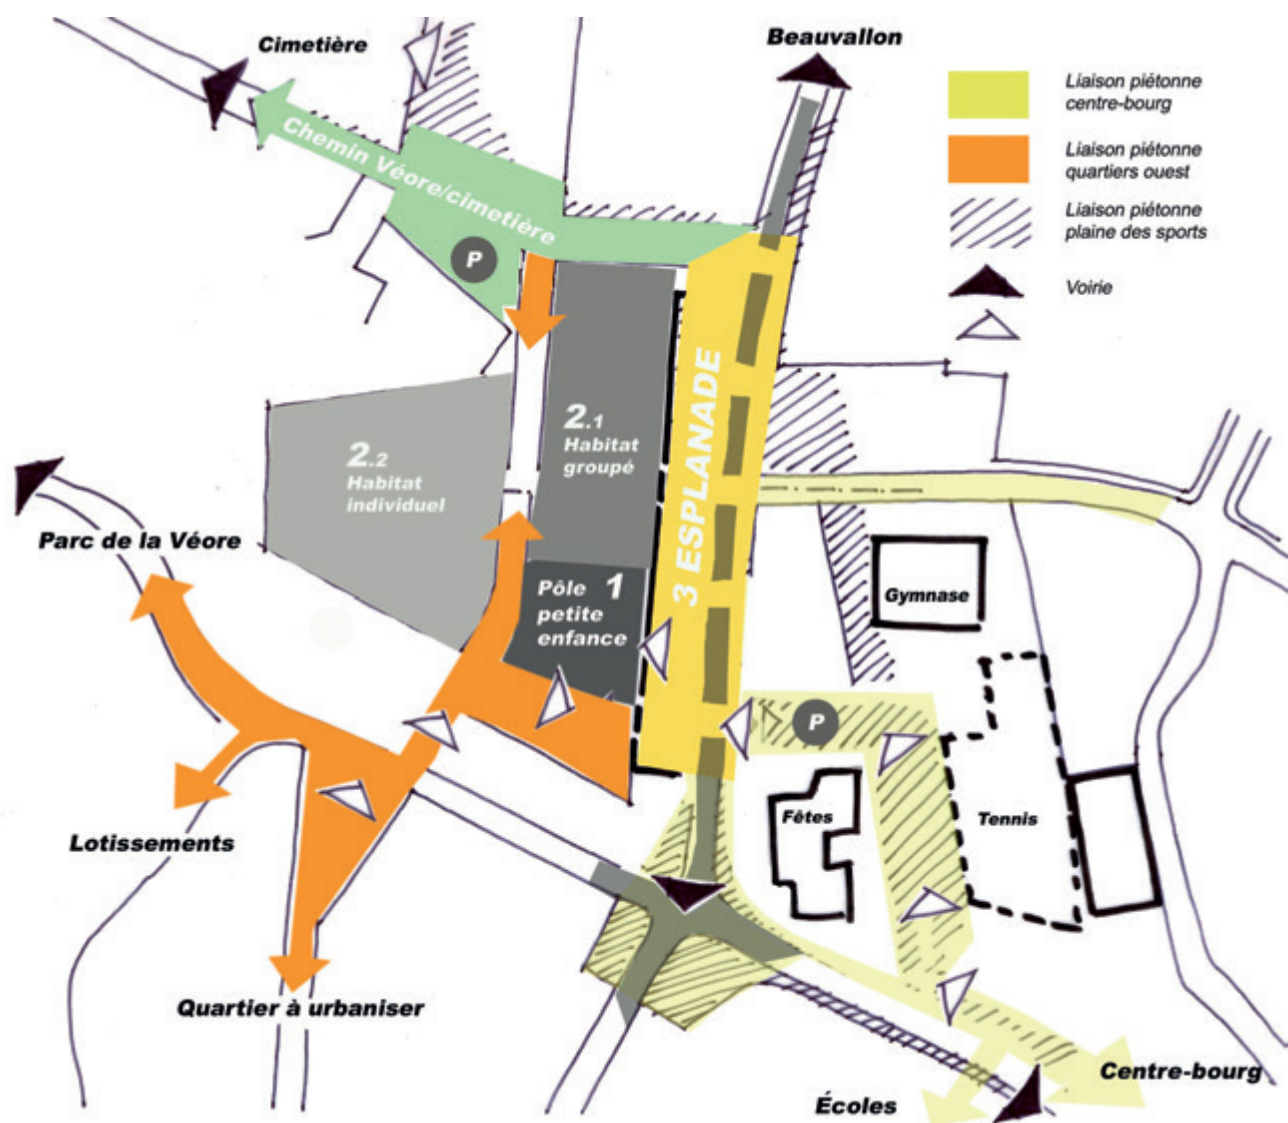 Cimetière
Beauvallon
Liaison piétonne
centre-bourg
Liaison piétonne
quartiers ouest
Liaison piétonne
plaine des sports
Voirie
Chemin Véore/cimetière
P
3 ESPLANADE
2.1
Habitat
groupé
2.2
Habitat
individuel
Parc de la Véore
Pôle 1
petite
enfance
Gymnase
P
Fêtes
Tennis
Lotissements
Quartier à urbaniser
Centre-bourg
Écoles